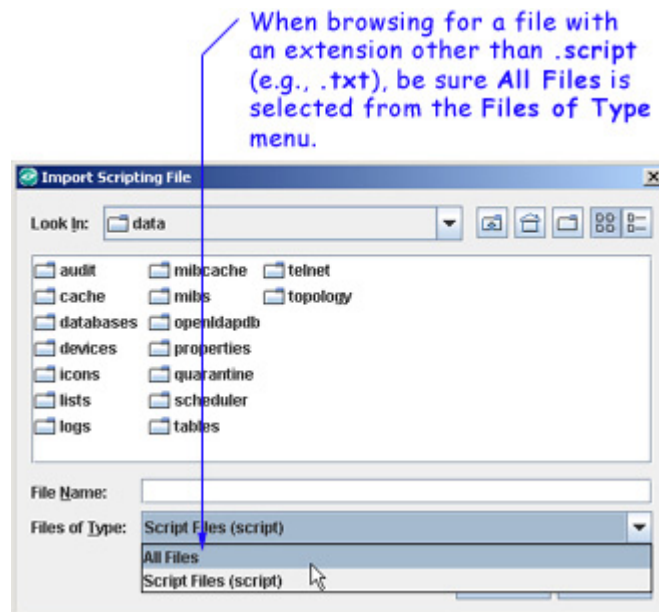 When browsing for a file with
an extension other than .script
(e.g., .txt), be sure All Files is
selected from the Files of Type
menu.
Import Scripting File
Look In: data
audit mibcache telnet
cache mibs topology
databases openldapdb
devices properties
icons quarantine
lists scheduler
logs tables
File Name:
Files of Type: Script Files (script)
All Files
Script Files (script)